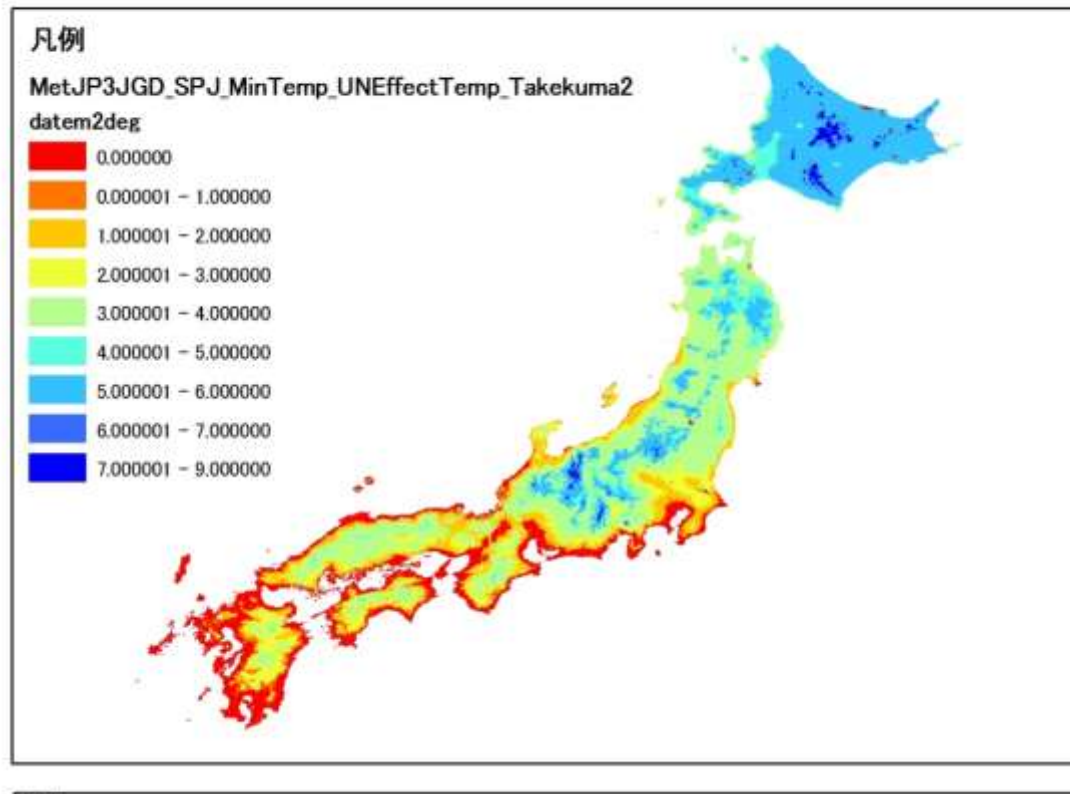 凡例
MetJP3JGD_SPJ_MinTemp_UNEffectTemp_Takekuma2
datem2deg
0.000000
0.000001 - 1.000000
1.000001 - 2.000000
2.000001 - 3.000000
3.000001 - 4.000000
4.000001 - 5.000000
5.000001 - 6.000000
6.000001 - 7.000000
7.000001 - 9.000000